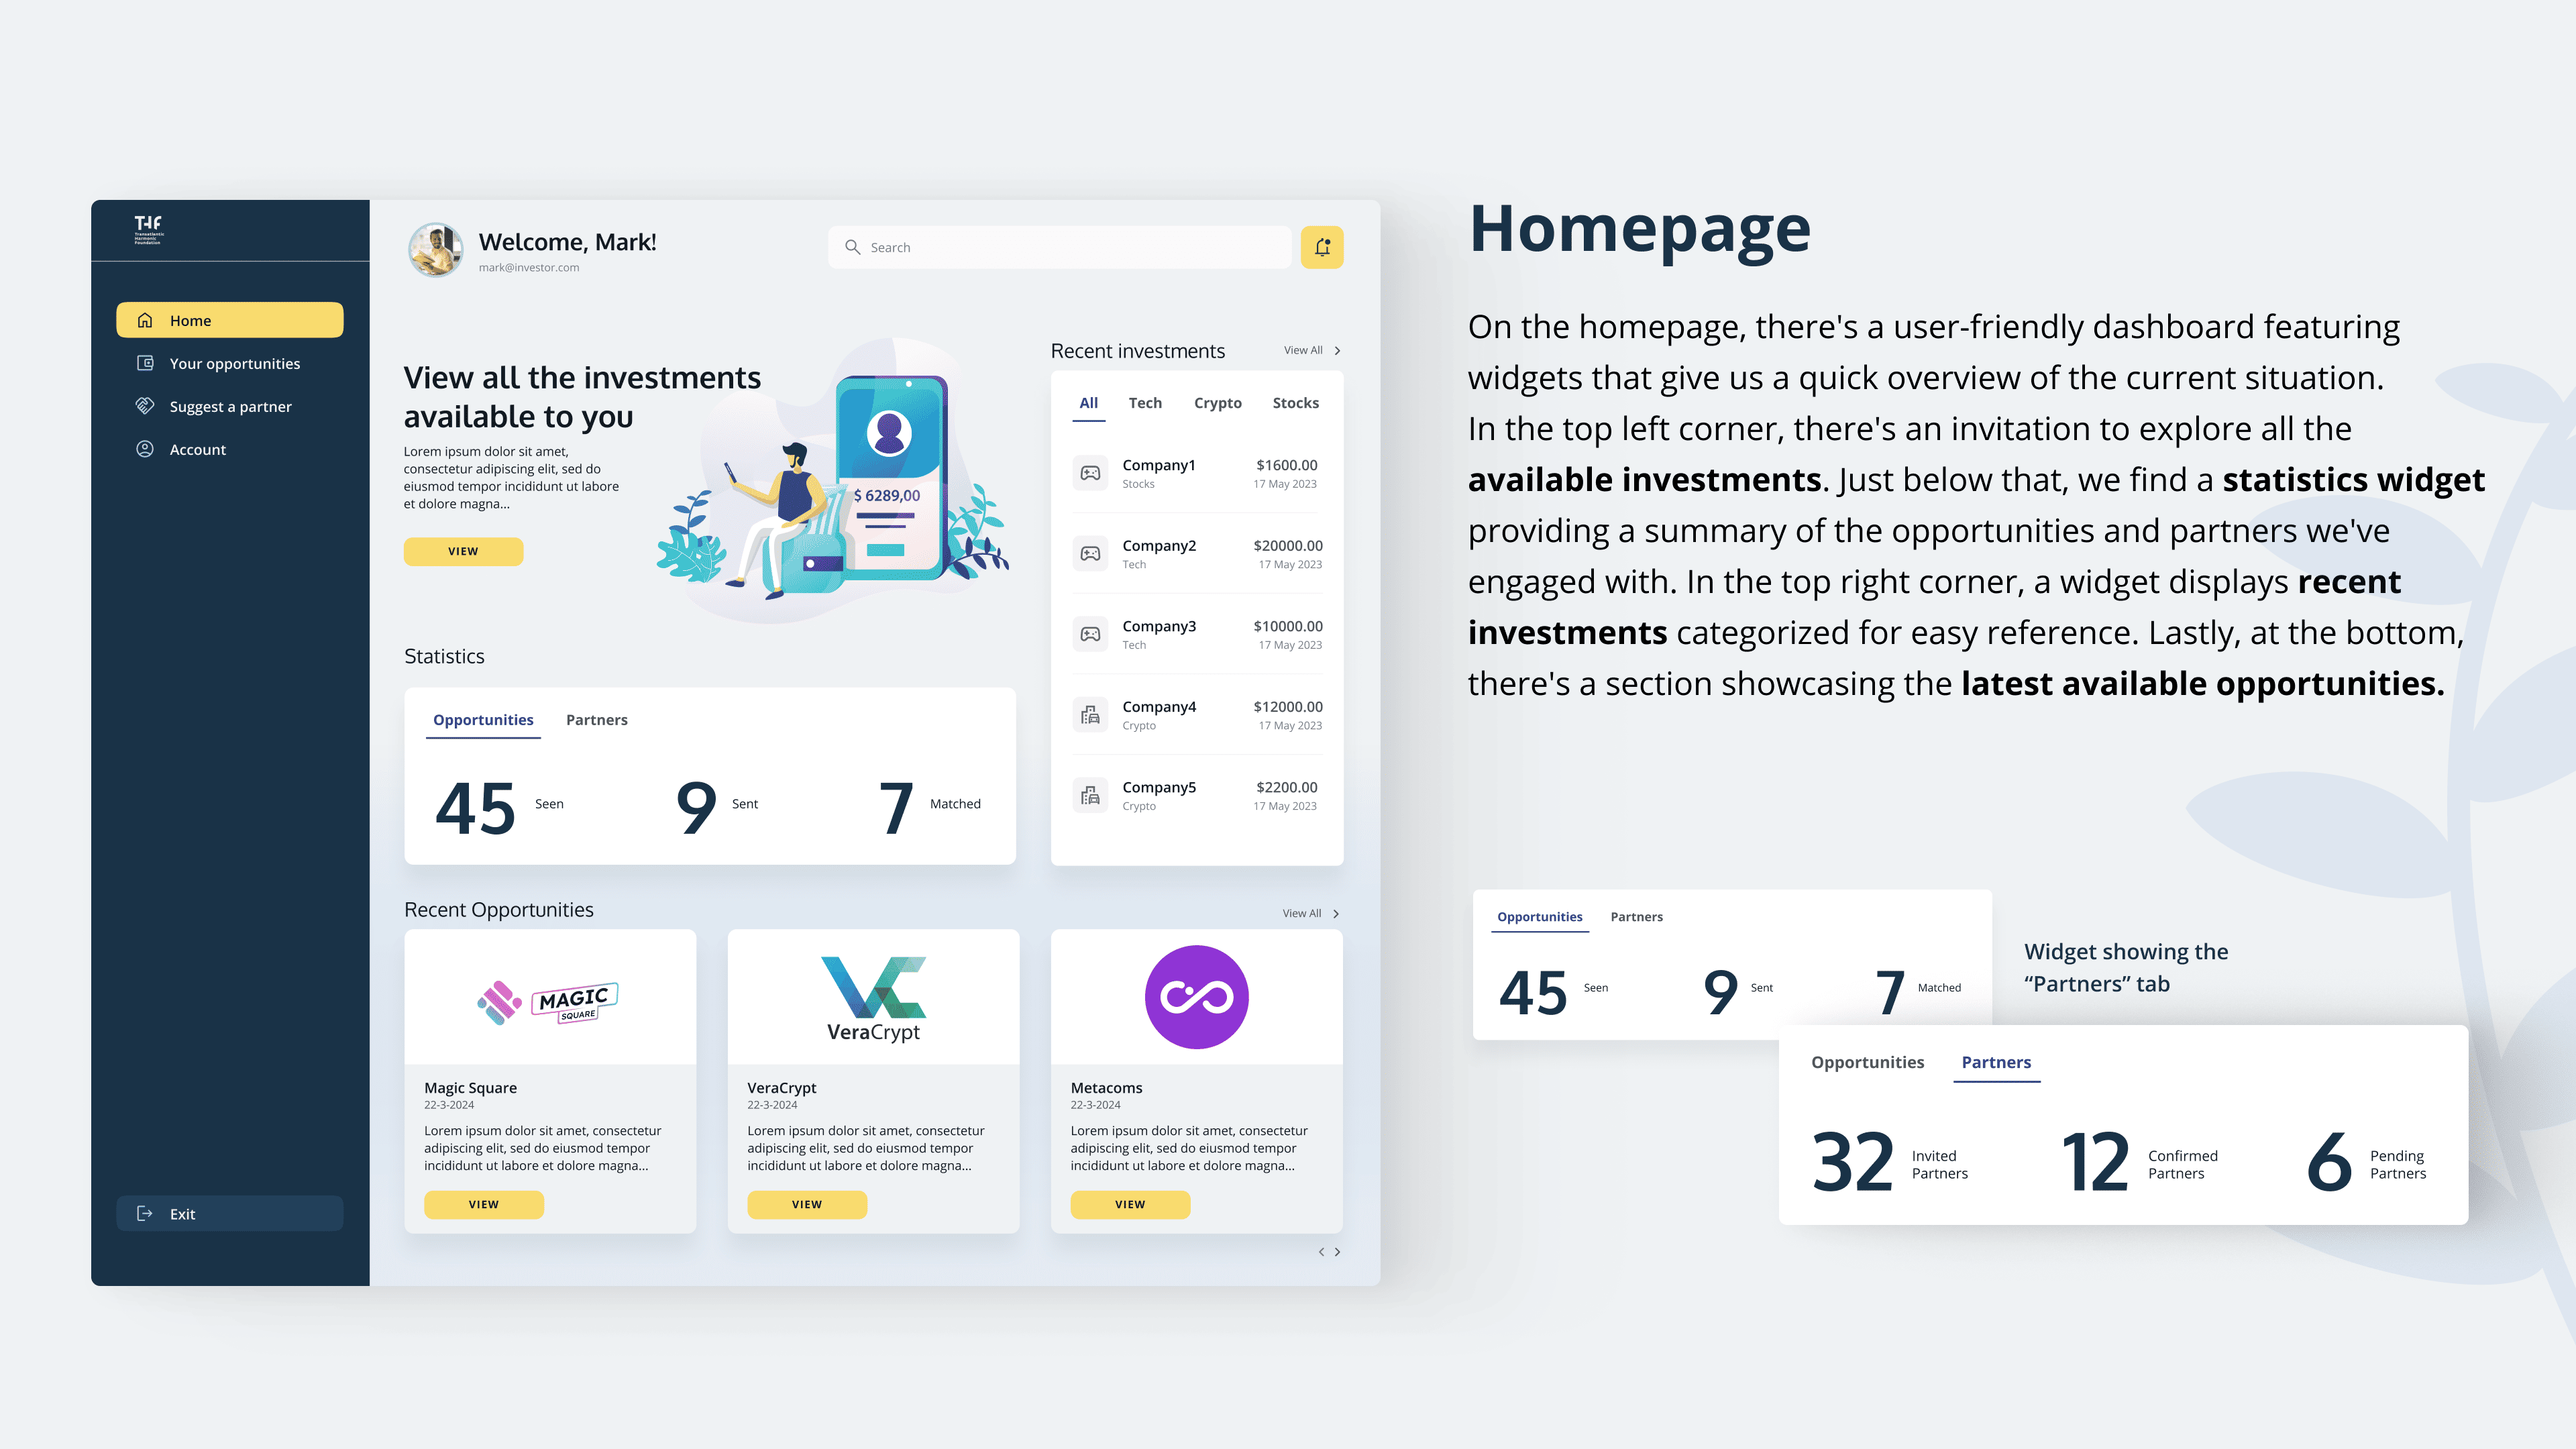 THF
Transatlantic
Harmonic
Foundation
Home
Your opportunities
Suggest a partner
Account
Exit
Welcome, Mark!
mark@investor.com
Search
View all the investments
available to you
Lorem ipsum dolor sit amet,
consectetur adipiscing elit, sed do
eiusmod tempor incididunt ut labore
et dolore magna...
VIEW
$ 6289,00
Recent investments
View All
All Tech Crypto Stocks
Company1 $1600.00
Stocks 17 May 2023
Company2 $20000.00
Tech 17 May 2023
Company3 $10000.00
Tech 17 May 2023
Company4 $12000.00
Crypto 17 May 2023
Company5 $2200.00
Crypto 17 May 2023
Statistics
Opportunities Partners
45 Seen 9 Sent 7 Matched
Recent Opportunities
View All
MAGIC
SQUARE
Magic Square
22-3-2024
Lorem ipsum dolor sit amet, consectetur
adipiscing elit, sed do eiusmod tempor
incididunt ut labore et dolore magna...
VIEW
VC
VeraCrypt
VeraCrypt
22-3-2024
Lorem ipsum dolor sit amet, consectetur
adipiscing elit, sed do eiusmod tempor
incididunt ut labore et dolore magna...
VIEW
Metacoms
22-3-2024
Lorem ipsum dolor sit amet, consectetur
adipiscing elit, sed do eiusmod tempor
incididunt ut labore et dolore magna...
VIEW
Homepage
On the homepage, there's a user-friendly dashboard featuring
widgets that give us a quick overview of the current situation.
In the top left corner, there's an invitation to explore all the
available investments. Just below that, we find a statistics widget
providing a summary of the opportunities and partners we've
engaged with. In the top right corner, a widget displays recent
investments categorized for easy reference. Lastly, at the bottom,
there's a section showcasing the latest available opportunities.
Opportunities Partners
45 Seen 9 Sent 7 Matched
Widget showing the
“Partners” tab
Opportunities Partners
32 Invited Partners 12 Confirmed Partners 6 Pending Partners